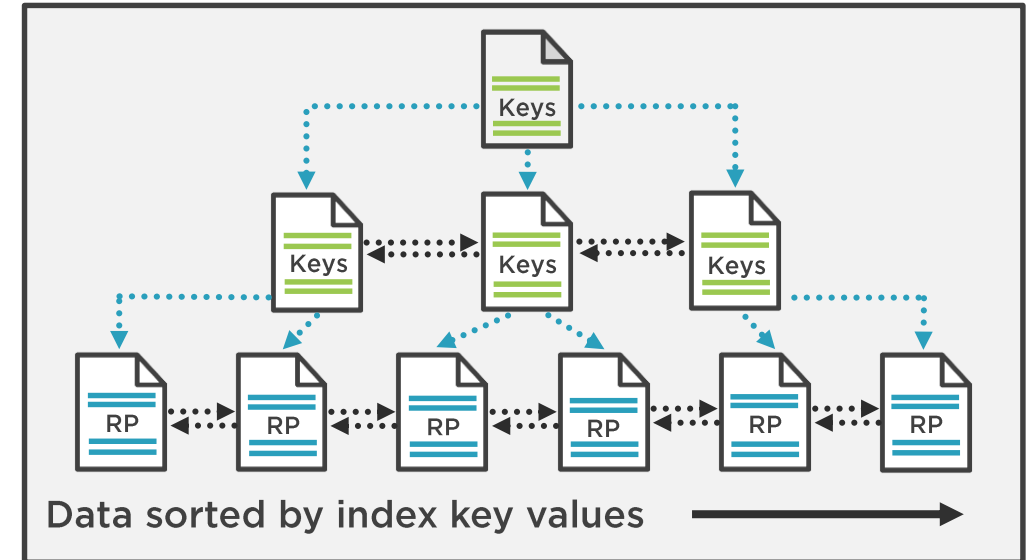 Keys
Keys Keys Keys
RP RP RP RP RP RP
Data sorted by index key values